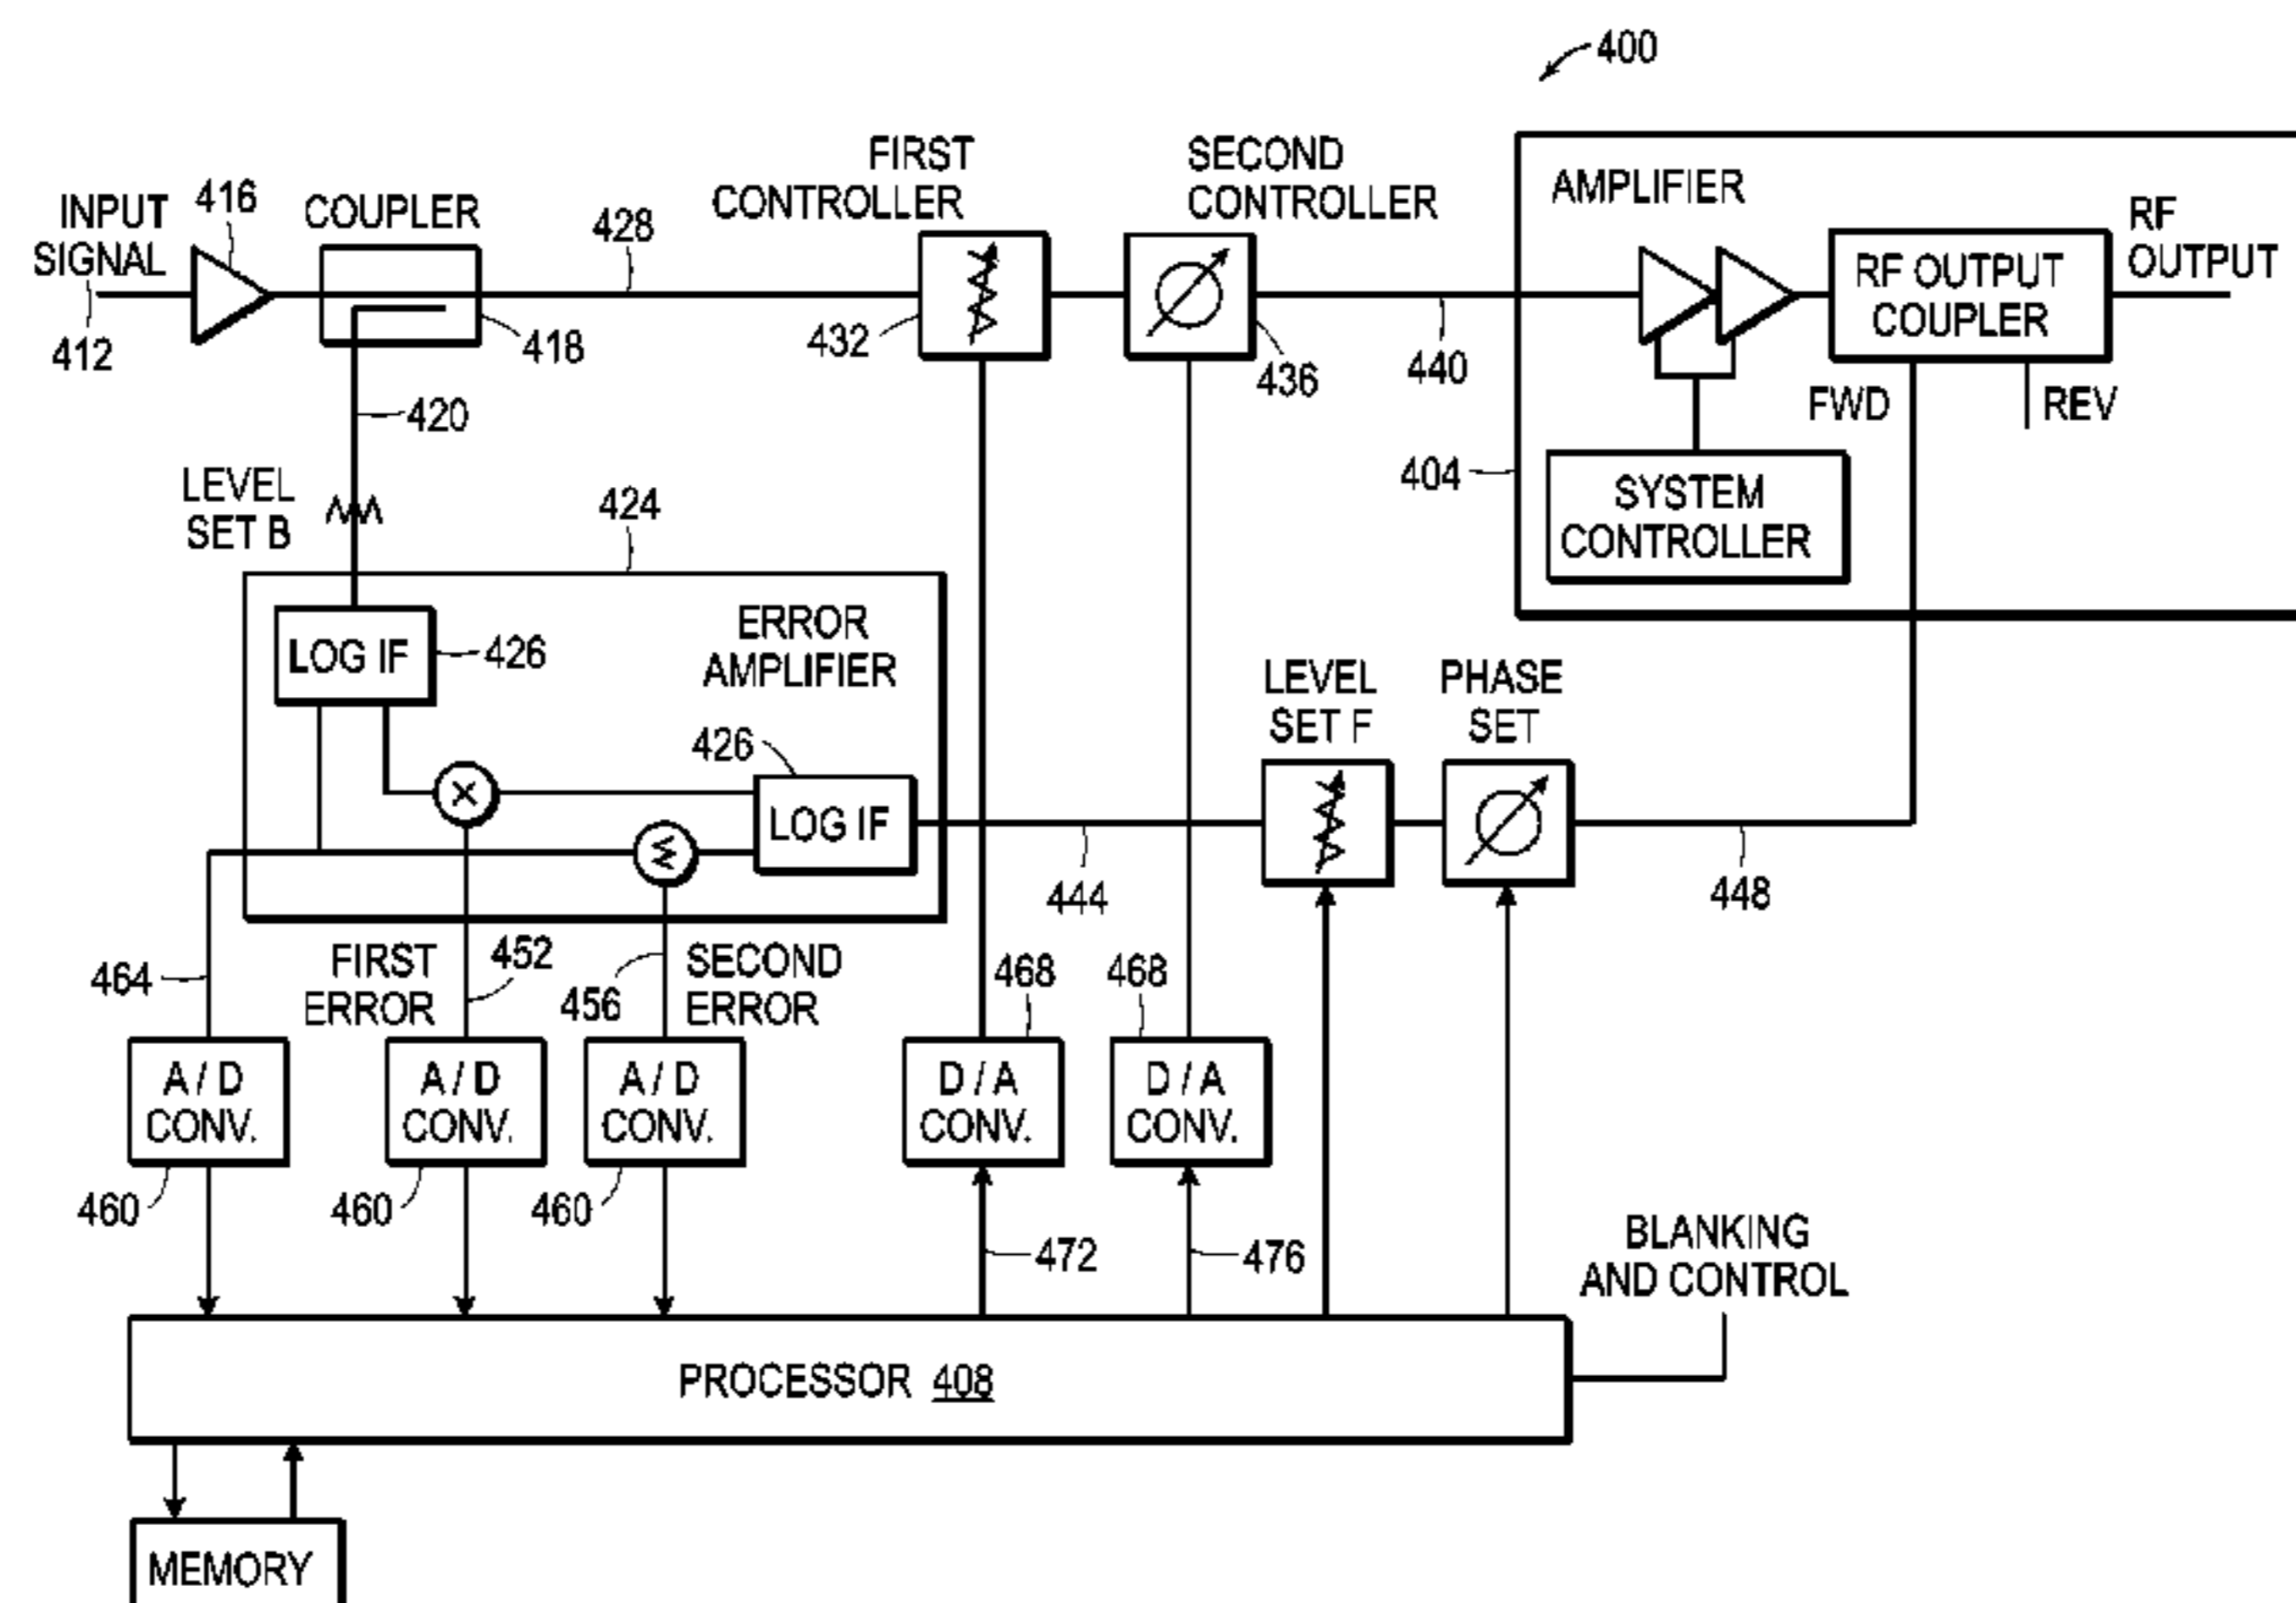 400
FIRST
CONTROLLER
SECOND
CONTROLLER
AMPLIFIER
INPUT
SIGNAL
416
COUPLER
428
RF
OUTPUT
RF OUTPUT
COUPLER
412
418
432
436
440
FWD
REV
420
404
LEVEL
SET B
424
SYSTEM
CONTROLLER
LOG IF
426
ERROR
AMPLIFIER
LEVEL
SET F
PHASE
SET
426
×
LOG IF
Σ
444
448
464
FIRST
ERROR
452
456
SECOND
ERROR
468
468
A / D
CONV.
A / D
CONV.
A / D
CONV.
D / A
CONV.
D / A
CONV.
460
460
460
472
476
BLANKING
AND CONTROL
PROCESSOR 408
MEMORY